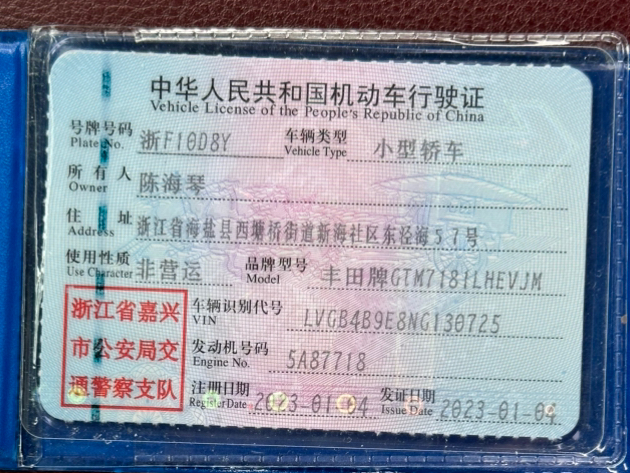 中华人民共和国机动车行驶证
Vehicle License of the People's Republic of China
号牌号码 浙F10D8Y 车辆类型 小型轿车
Plate No. Vehicle Type
所有人 陈海琴
Owner
住址 浙江省海盐县西塘桥街道新海社区东泾海57号
Address
使用性质 非营运 品牌型号 丰田牌GTM7181LHEVJM
Use Character Model
浙江省嘉兴
市公安局交
通警察支队
车辆识别代号 LVGB4B9E8NG130725
VIN
发动机号码 5A87718
Engine No.
注册日期 2023-01-04 发证日期 2023-01-04
Register Date Issue Date